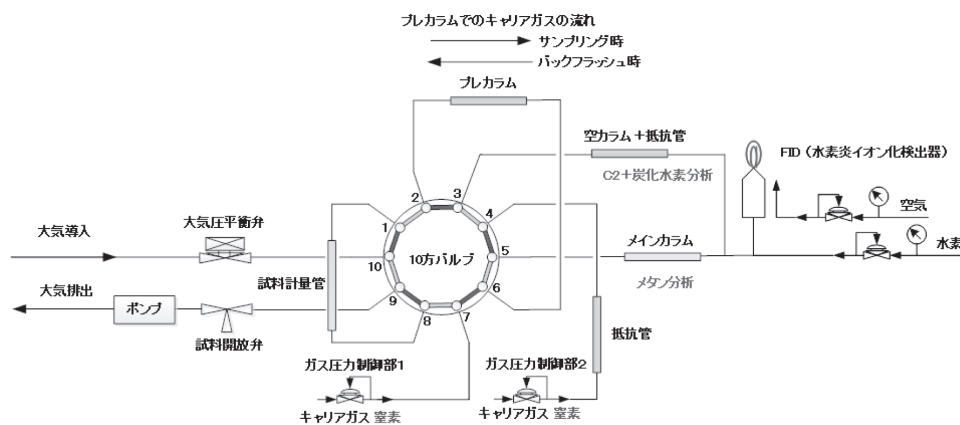 プレカラムでのキャリアガスの流れ
サンプリング時
バックフラッシュ時
プレカラム
空カラム+抵抗管
C2+炭化水素分析
FID(水素炎イオン化検出器)
空気
水素
大気導入
大気圧平衡弁
試料計量管
10方バルブ
1
2
3
4
5
6
7
8
9
10
メインカラム
メタン分析
大気排出
ポンプ
試料開放弁
抵抗管
ガス圧力制御部1
ガス圧力制御部2
キャリアガス 窒素
キャリアガス 窒素